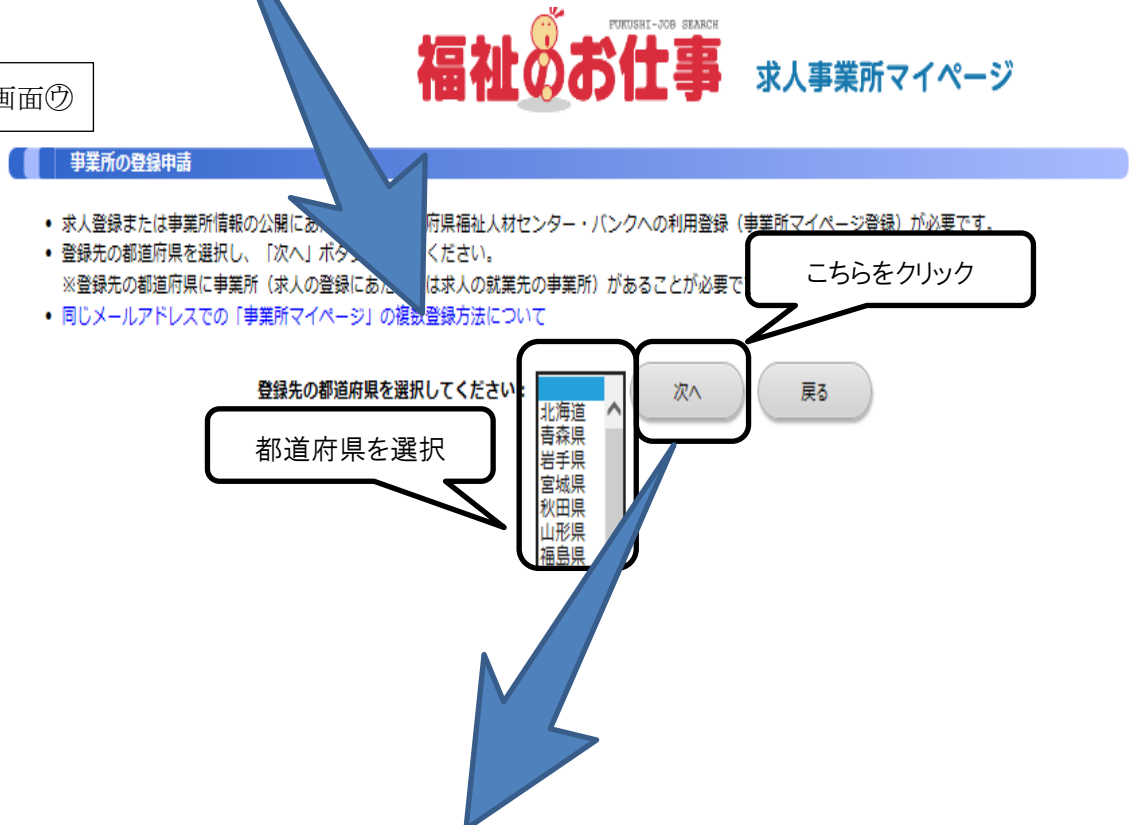 FUKUSHI-JOB SEARCH
福祉のお仕事 求人事業所マイページ
画面㋒
事業所の登録申請
• 求人登録または事業所情報の公開にあ 府県福祉人材センター・バンクへの利用登録（事業所マイページ登録）が必要です。
• 登録先の都道府県を選択し、「次へ」ボタ ください。
※登録先の都道府県に事業所（求人の登録にあた は求人の就業先の事業所）があることが必要で
こちらをクリック
• 同じメールアドレスでの「事業所マイページ」の複数登録方法について
登録先の都道府県を選択してください：
次へ
戻る
都道府県を選択
北海道
青森県
岩手県
宮城県
秋田県
山形県
福島県